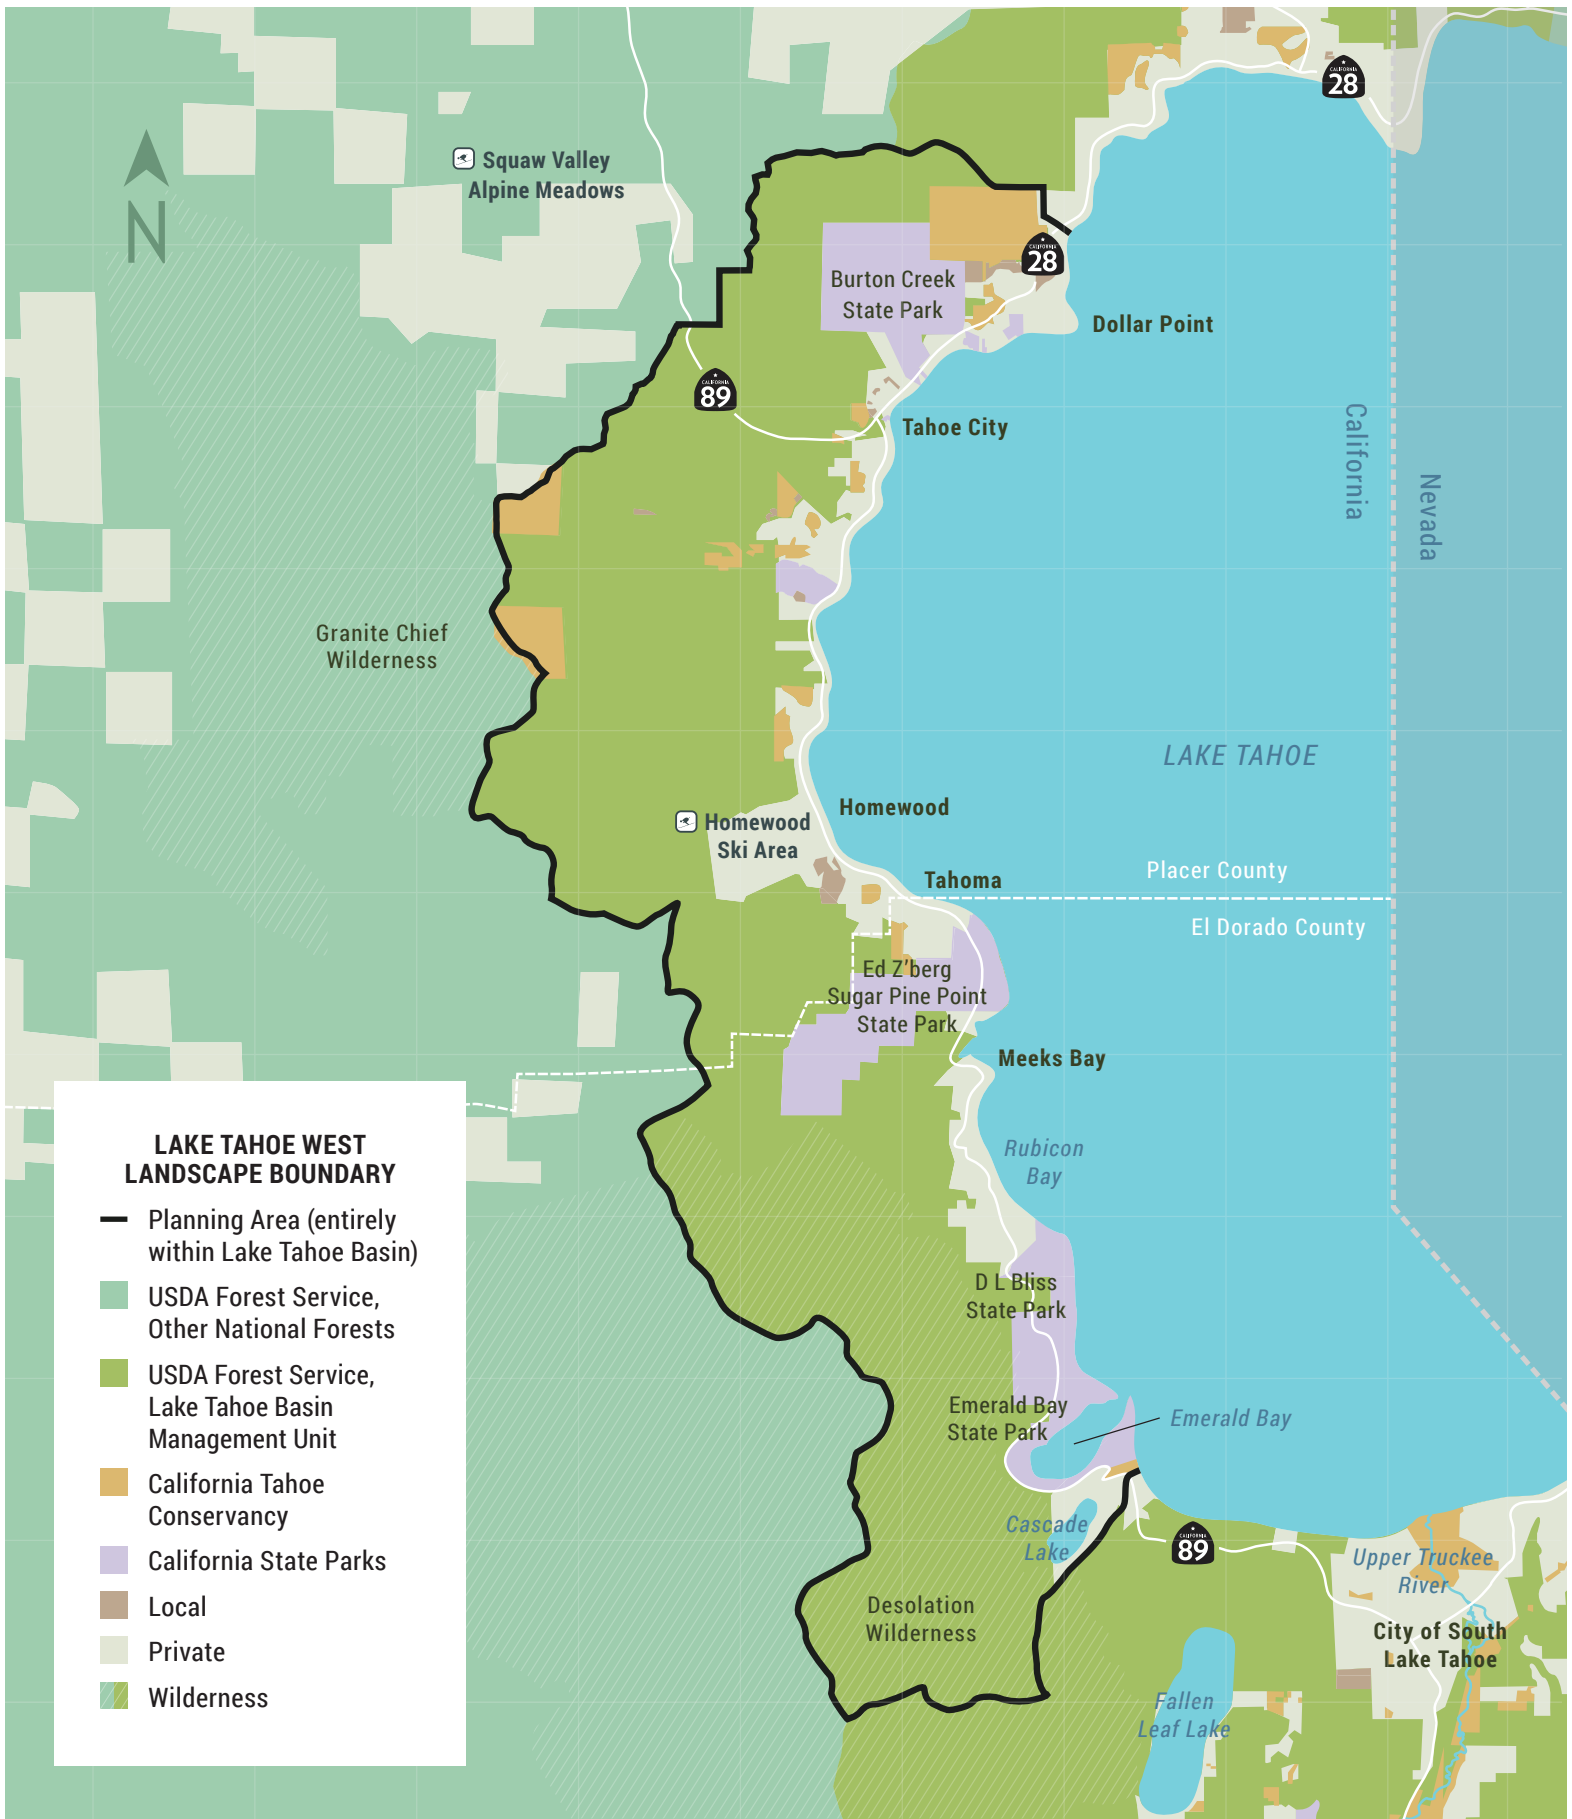 CALIFORNIA
28
Squaw Valley
Alpine Meadows
N
CALIFORNIA
28
Burton Creek
State Park
Dollar Point
CALIFORNIA
89
Tahoe City
California
Nevada
Granite Chief
Wilderness
LAKE TAHOE
Homewood
Homewood
Ski Area
Tahoma
Placer County
El Dorado County
Ed Z’berg
Sugar Pine Point
State Park
Meeks Bay
Rubicon
Bay
D L Bliss
State Park
Emerald Bay
State Park
Emerald Bay
Cascade
Lake
CALIFORNIA
89
Upper Truckee
River
Desolation
Wilderness
City of South
Lake Tahoe
Fallen
Leaf Lake
LAKE TAHOE WEST
LANDSCAPE BOUNDARY
Planning Area (entirely
within Lake Tahoe Basin)
USDA Forest Service,
Other National Forests
USDA Forest Service,
Lake Tahoe Basin
Management Unit
California Tahoe
Conservancy
California State Parks
Local
Private
Wilderness